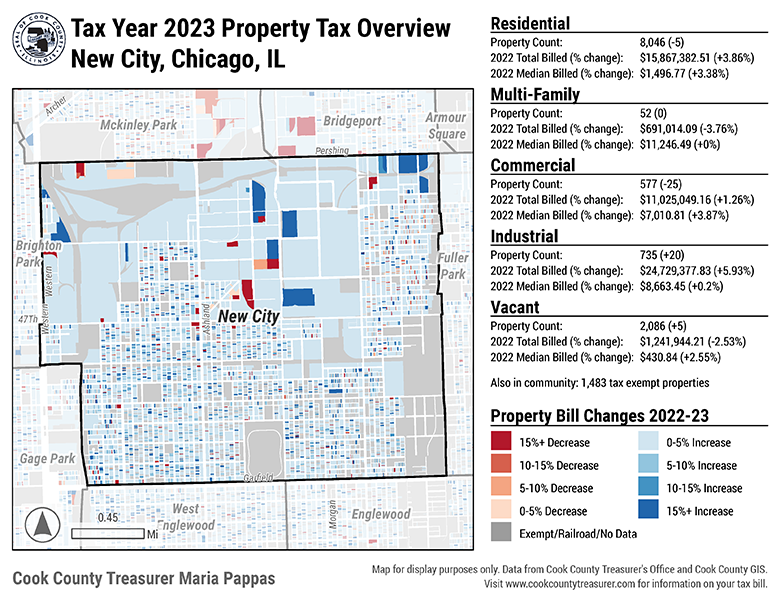 SEAL OF COOK COUNTY
ILLINOIS
Tax Year 2023 Property Tax Overview
New City, Chicago, IL
Archer
Mckinley Park
Bridgeport
Armour
Square
Pershing
Brighton
Park
Western
Western
47Th
Ashland
New City
Fuller
Park
Gage Park
Garfield
West
Englewood
Morgan
Englewood
0.45
Mi
Residential
Property Count: 8,046 (-5)
2022 Total Billed (% change): $15,867,382.51 (+3.86%)
2022 Median Billed (% change): $1,496.77 (+3.38%)
Multi-Family
Property Count: 52 (0)
2022 Total Billed (% change): $691,014.09 (-3.76%)
2022 Median Billed (% change): $11,246.49 (+0%)
Commercial
Property Count: 577 (-25)
2022 Total Billed (% change): $11,025,049.16 (+1.26%)
2022 Median Billed (% change): $7,010.81 (+3.87%)
Industrial
Property Count: 735 (+20)
2022 Total Billed (% change): $24,729,377.83 (+5.93%)
2022 Median Billed (% change): $8,663.45 (+0.2%)
Vacant
Property Count: 2,086 (+5)
2022 Total Billed (% change): $1,241,944.21 (-2.53%)
2022 Median Billed (% change): $430.84 (+2.55%)
Also in community: 1,483 tax exempt properties
Property Bill Changes 2022-23
15%+ Decrease
10-15% Decrease
5-10% Decrease
0-5% Decrease
0-5% Increase
5-10% Increase
10-15% Increase
15%+ Increase
Exempt/Railroad/No Data
Cook County Treasurer Maria Pappas
Map for display purposes only. Data from Cook County Treasurer's Office and Cook County GIS.
Visit www.cookcountytreasurer.com for information on your tax bill.